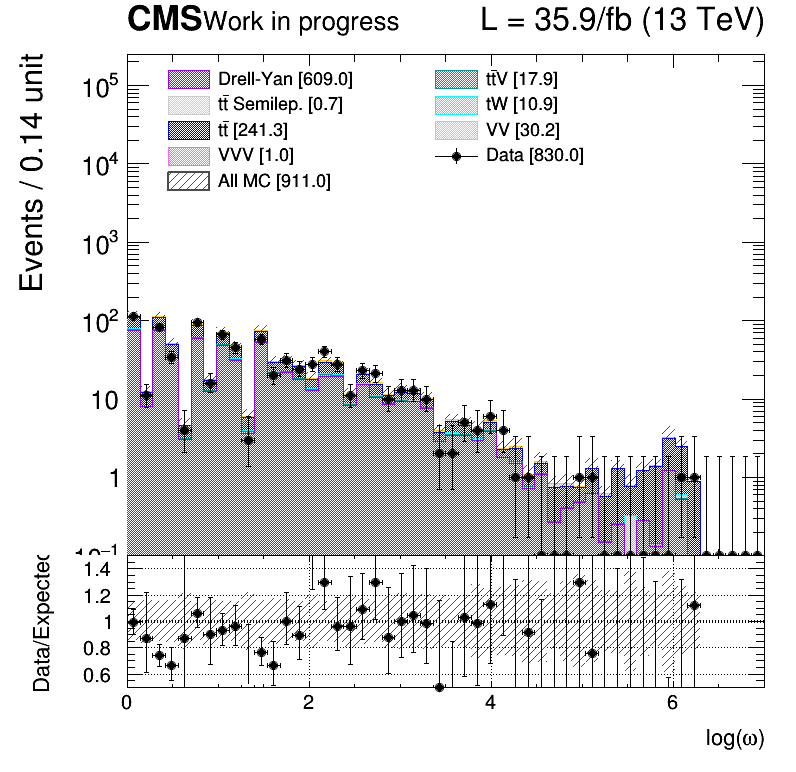 CMS Work in progress L = 35.9/fb (13 TeV)
Events / 0.14 unit
10⁵
10⁴
10³
10²
10
1
10⁻¹
Drell-Yan [609.0]
tt̄ Semilep. [0.7]
tt̄ [241.3]
VVV [1.0]
All MC [911.0]
tt̄V [17.9]
tW [10.9]
VV [30.2]
Data [830.0]
Data/Expected
1.4
1.2
1
0.8
0.6
0 2 4 6
log(ω)